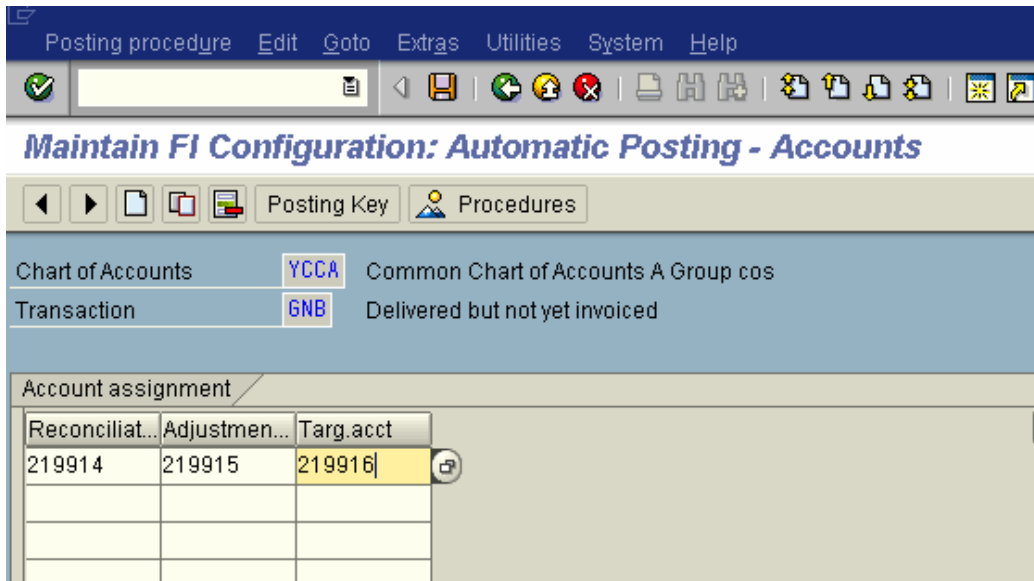 Posting procedure Edit Goto Extras Utilities System Help
Maintain FI Configuration: Automatic Posting - Accounts
Posting Key Procedures
Chart of Accounts YCCA Common Chart of Accounts A Group cos
Transaction GNB Delivered but not yet invoiced
Account assignment
Reconciliat... Adjustmen... Targ.acct
219914 219915 219916